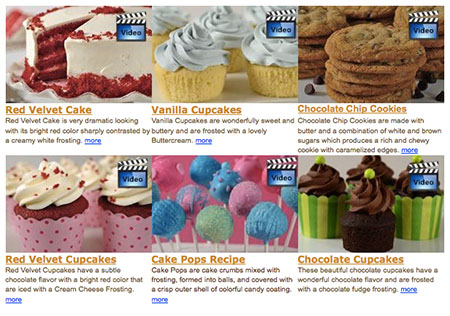 Video
Video
Video
Red Velvet Cake
Red Velvet Cake is very dramatic looking
with its bright red color sharply contrasted by
a creamy white frosting. more
Vanilla Cupcakes
Vanilla Cupcakes are wonderfully sweet and
buttery and are frosted with a lovely
Buttercream. more
Chocolate Chip Cookies
Chocolate Chip Cookies are made with
butter and a combination of white and brown
sugars which produces a rich and chewy
cookie with caramelized edges. more
Video
Video
Video
Red Velvet Cupcakes
Red Velvet Cupcakes have a subtle
chocolate flavor with a bright red color that
are iced with a Cream Cheese Frosting.
more
Cake Pops Recipe
Cake Pops are cake crumbs mixed with
frosting, formed into balls, and covered with
a crisp outer shell of colorful candy coating.
more
Chocolate Cupcakes
These beautiful chocolate cupcakes have a
wonderful chocolate flavor and are frosted
with a chocolate fudge frosting. more